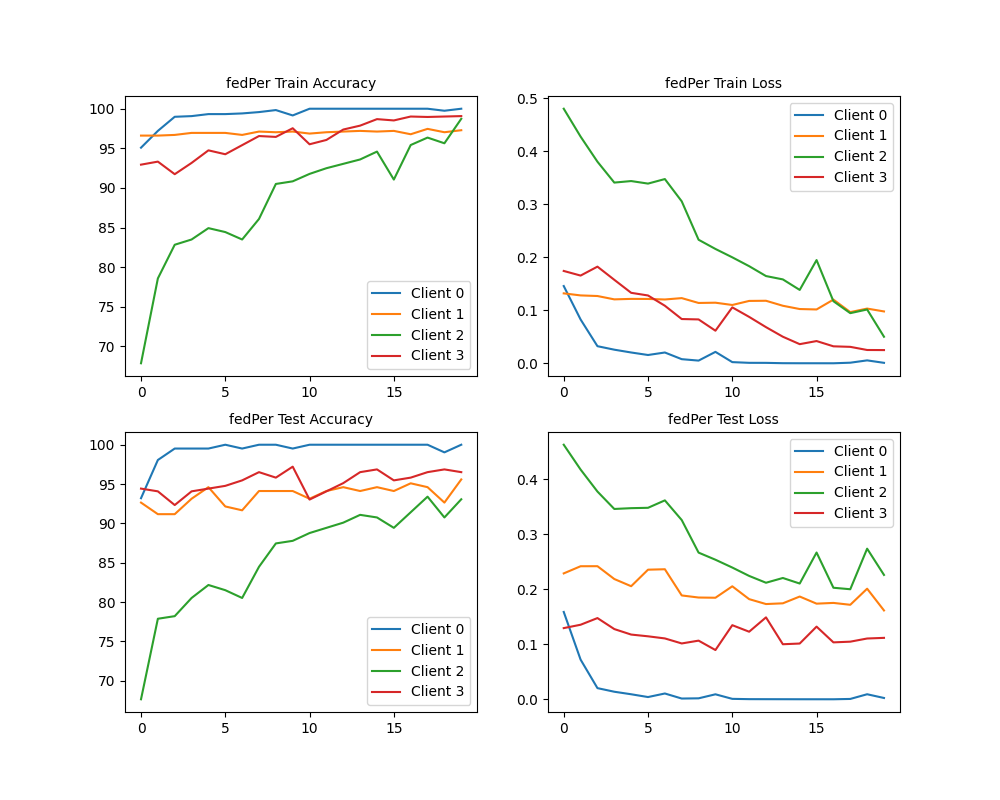 fedPer Train Accuracy
100
95
90
85
80
75
70
0 5 10 15
Client 0
Client 1
Client 2
Client 3
fedPer Train Loss
0.5
0.4
0.3
0.2
0.1
0.0
0 5 10 15
Client 0
Client 1
Client 2
Client 3
fedPer Test Accuracy
100
95
90
85
80
75
70
0 5 10 15
Client 0
Client 1
Client 2
Client 3
fedPer Test Loss
0.4
0.3
0.2
0.1
0.0
0 5 10 15
Client 0
Client 1
Client 2
Client 3